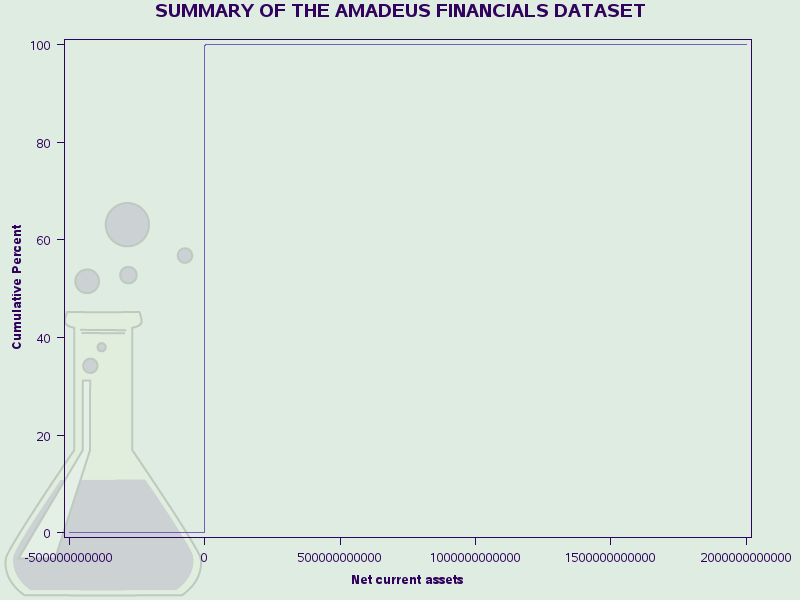 SUMMARY OF THE AMADEUS FINANCIALS DATASET
100
80
60
40
20
0
Cumulative Percent
-500000000000 0 500000000000 1000000000000 1500000000000 2000000000000
Net current assets